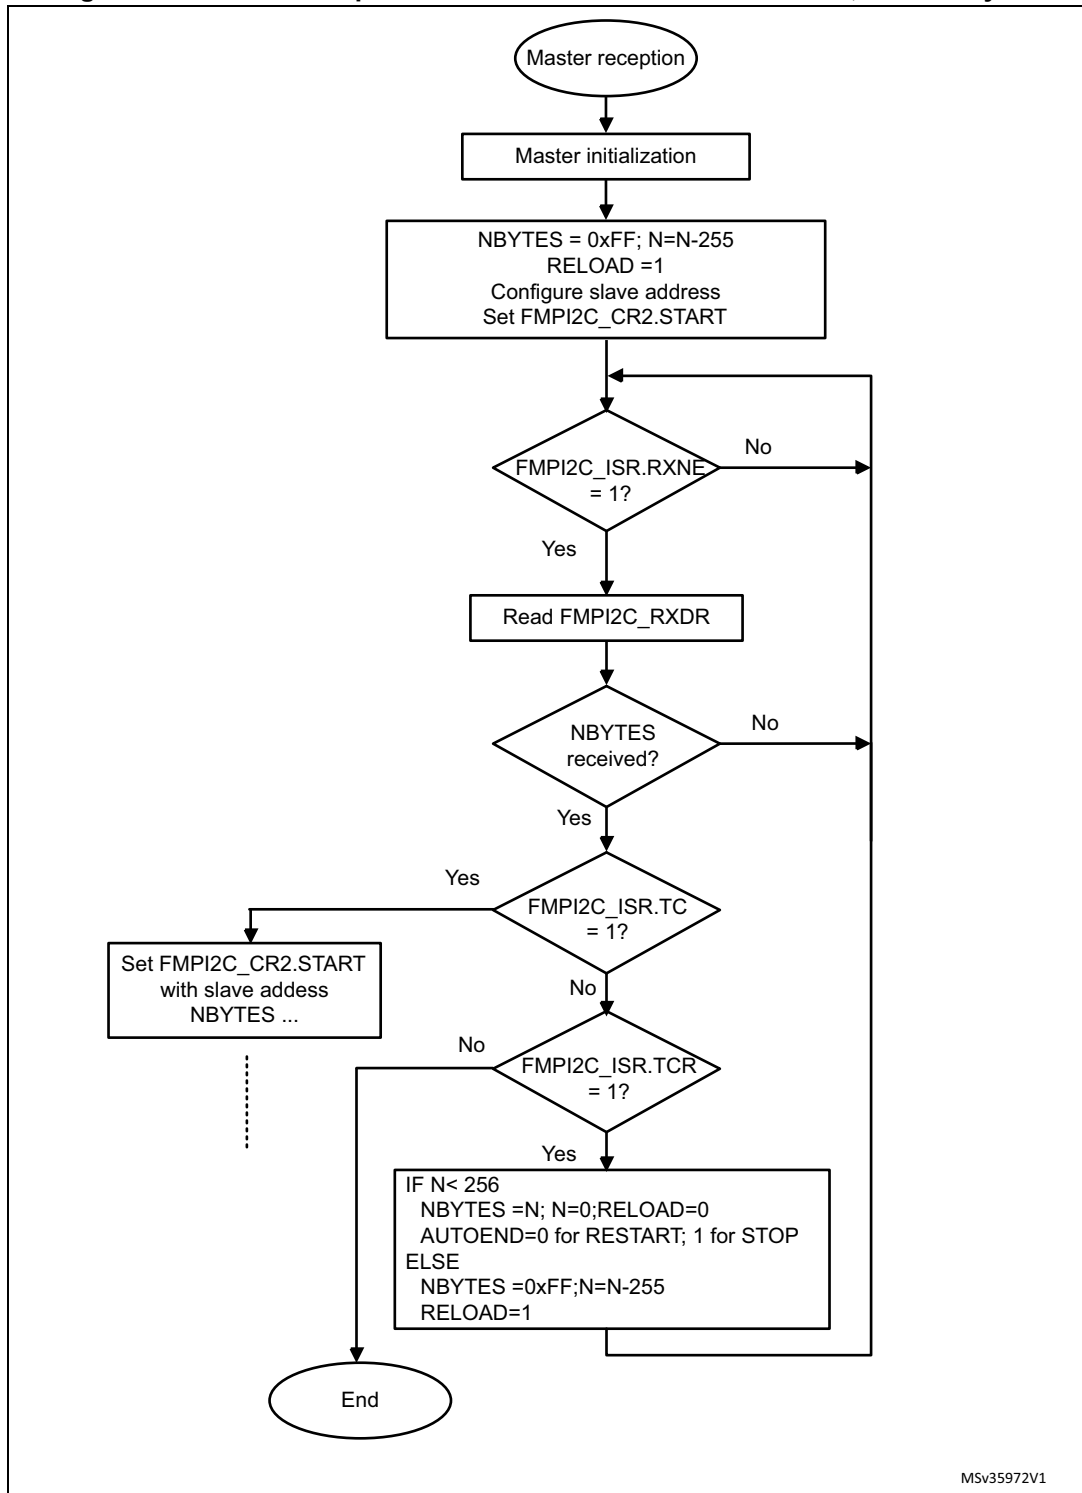 Master reception
Master initialization
NBYTES = 0xFF; N=N-255
RELOAD =1
Configure slave address
Set FMPI2C_CR2.START
No
FMPI2C_ISR.RXNE
= 1?
Yes
Read FMPI2C_RXDR
No
NBYTES
received?
Yes
Yes
FMPI2C_ISR.TC
= 1?
Set FMPI2C_CR2.START
with slave addess
NBYTES ...
No
No
FMPI2C_ISR.TCR
= 1?
Yes
IF N< 256
NBYTES =N; N=0;RELOAD=0
AUTOEND=0 for RESTART; 1 for STOP
ELSE
NBYTES =0xFF;N=N-255
RELOAD=1
End
MSv35972V1